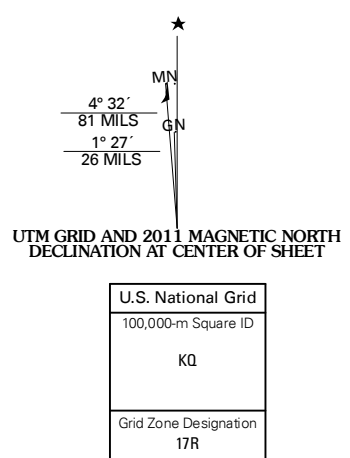 ★
MN
4° 32´
81 MILS
GN
1° 27´
26 MILS
UTM GRID AND 2011 MAGNETIC NORTH
DECLINATION AT CENTER OF SHEET
U.S. National Grid
100,000-m Square ID
KQ
Grid Zone Designation
17R